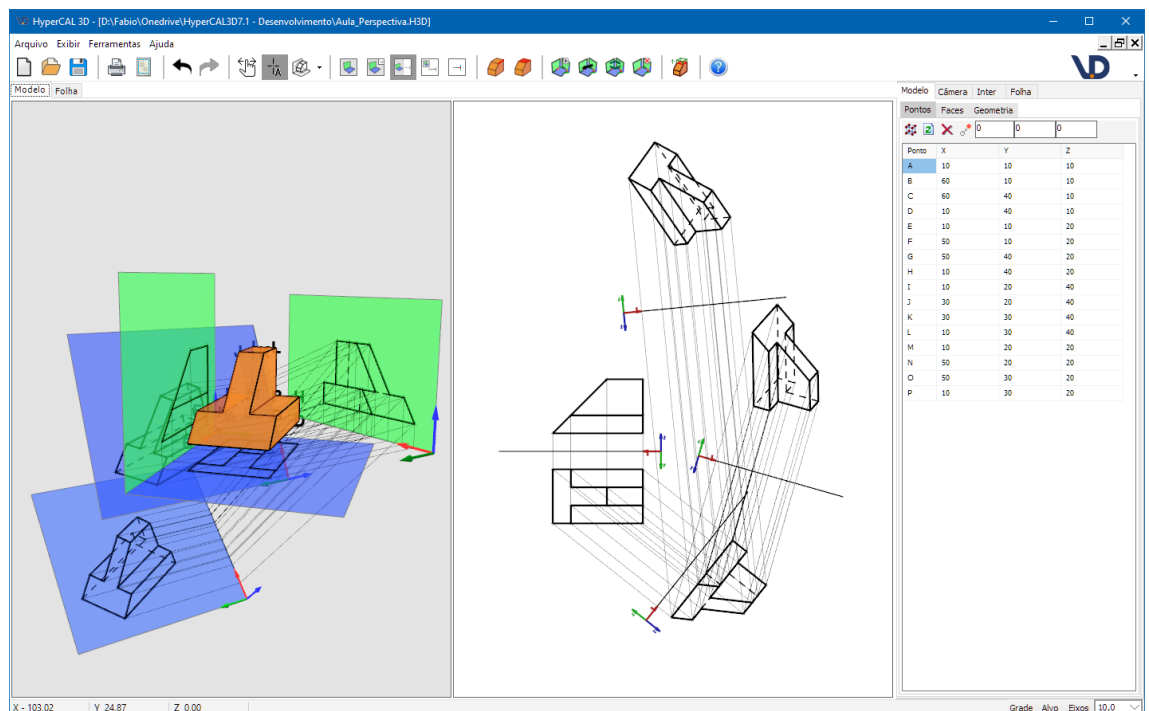 HyperCAL 3D - [D:\Fabio\Onedrive\HyperCAL3D7.1 - Desenvolvimento\Aula_Perspectiva.H3D]
Arquivo Exibir Ferramentas Ajuda
VD
Modelo Folha
Modelo Câmera Inter Folha
Pontos Faces Geometria
0 0 0
Ponto X Y Z
A 10 10 10
B 60 10 10
C 60 40 10
D 10 40 10
E 10 10 20
F 50 10 20
G 50 40 20
H 10 40 20
I 10 20 40
J 30 20 40
K 30 30 40
L 10 30 40
M 10 20 20
N 50 20 20
O 50 30 20
P 10 30 20
X - 103.02 Y 24.87 Z 0.00 Grade Alvo Eixos 10,0